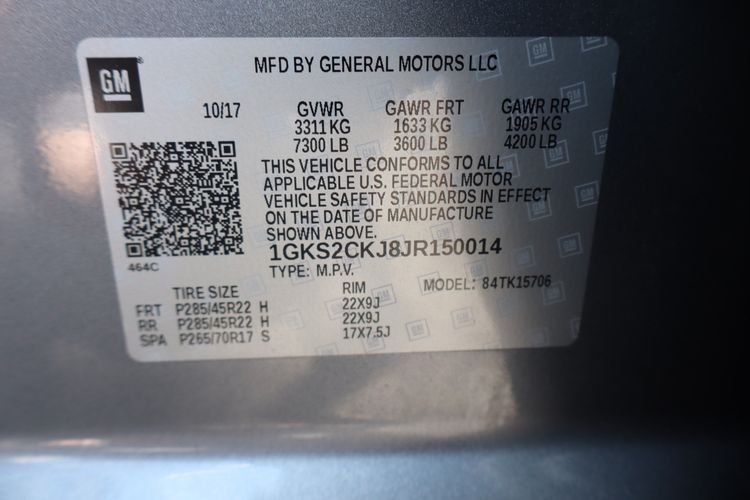 GM
MFD BY GENERAL MOTORS LLC
10/17 GVWR GAWR FRT GAWR RR
3311 KG 1633 KG 1905 KG
7300 LB 3600 LB 4200 LB
THIS VEHICLE CONFORMS TO ALL
APPLICABLE U.S. FEDERAL MOTOR
VEHICLE SAFETY STANDARDS IN EFFECT
ON THE DATE OF MANUFACTURE
SHOWN ABOVE.
464C
1GKS2CKJ8JR150014
TYPE: M.P.V. MODEL: 84TK15706
TIRE SIZE RIM
FRT P285/45R22 H 22X9J
RR P285/45R22 H 22X9J
SPA P265/70R17 S 17X7.5J